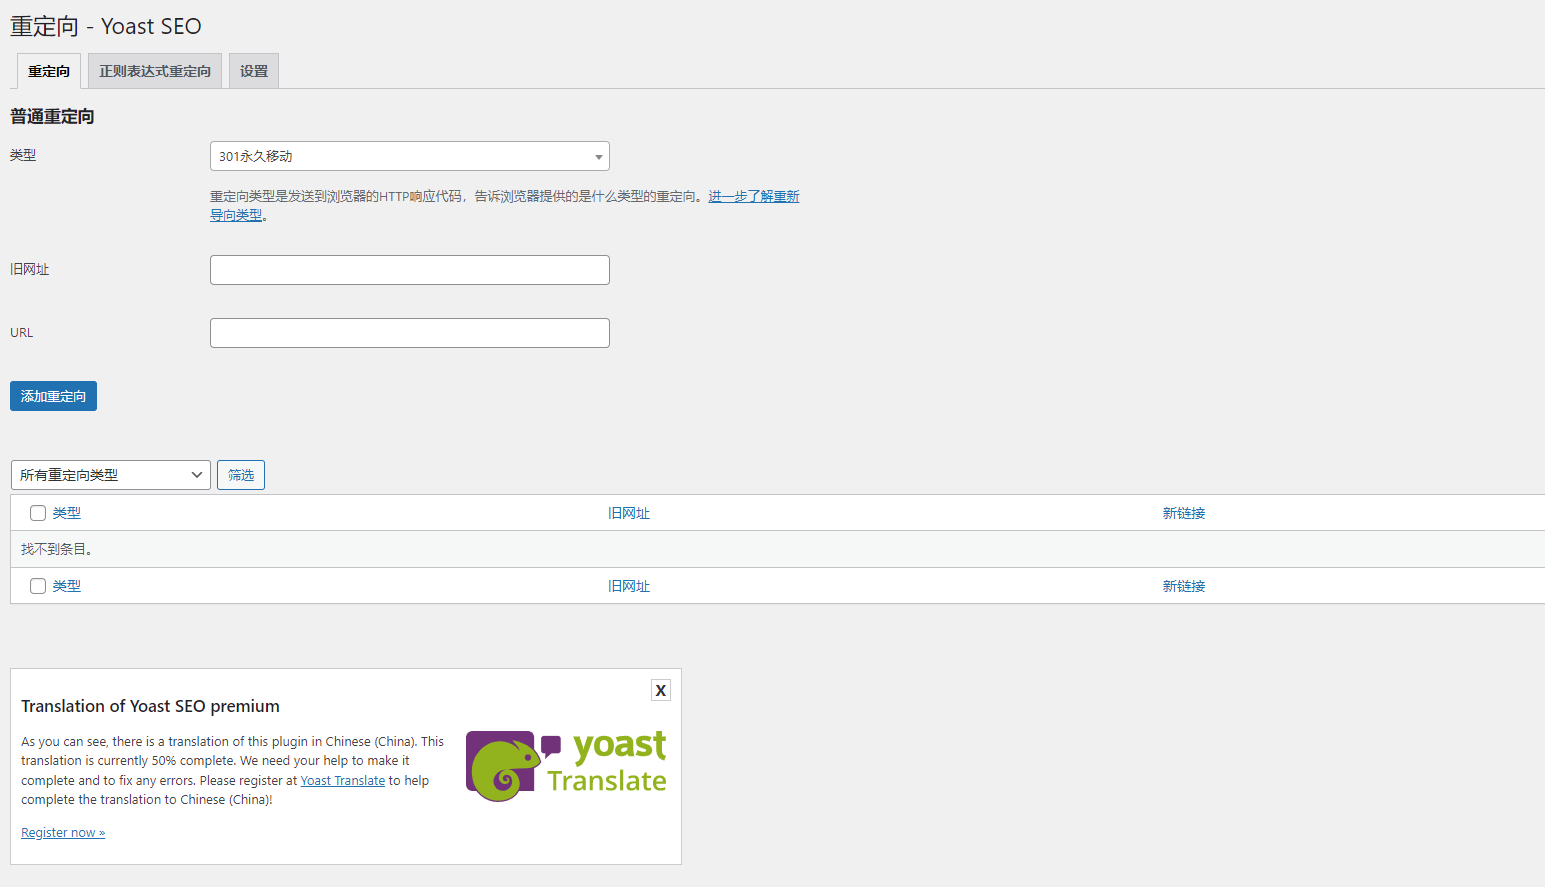 重定向 - Yoast SEO
重定向 正则表达式重定向 设置
普通重定向
类型 301永久移动
重定向类型是发送到浏览器的HTTP响应代码，告诉浏览器提供的是什么类型的重定向。进一步了解重新
导向类型。
旧网址
URL
添加重定向
所有重定向类型 筛选
类型 旧网址 新链接
找不到条目。
类型 旧网址 新链接
X
Translation of Yoast SEO premium
As you can see, there is a translation of this plugin in Chinese (China). This
translation is currently 50% complete. We need your help to make it
complete and to fix any errors. Please register at Yoast Translate to help
complete the translation to Chinese (China)!
Register now »
yoast
Translate